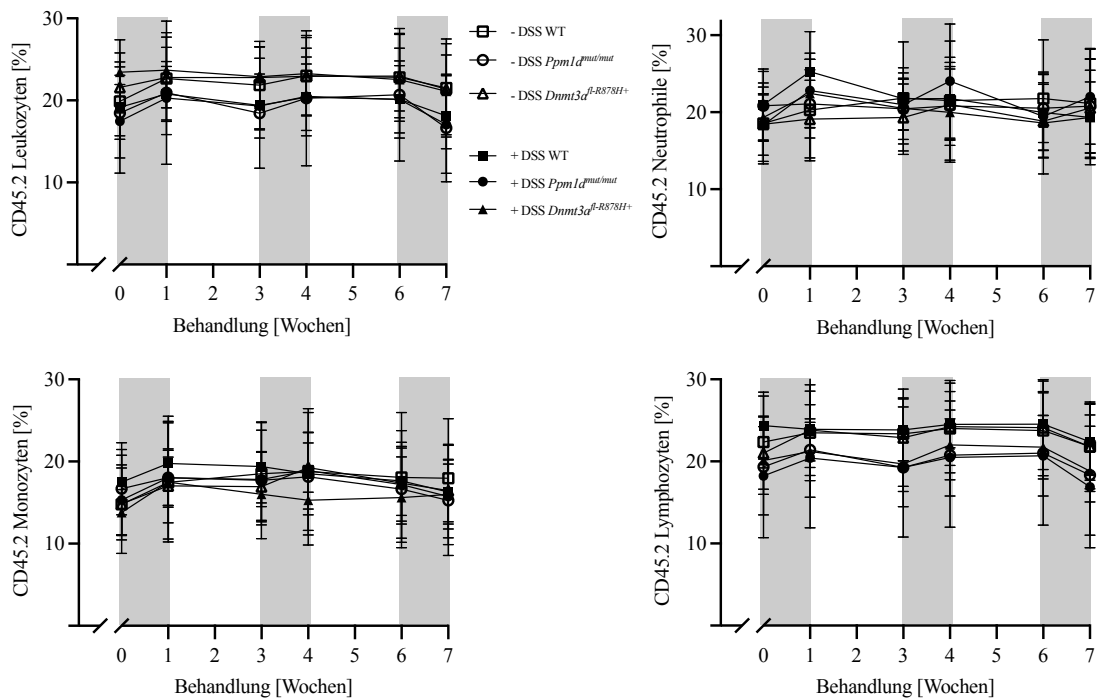 CD45.2 Leukozyten [%]
30
20
10
0 1 2 3 4 5 6 7
Behandlung [Wochen]
- DSS WT
- DSS Ppm1d^mut/mut
- DSS Dnmt3a^fl-R878H+
+ DSS WT
+ DSS Ppm1d^mut/mut
+ DSS Dnmt3a^fl-R878H+
CD45.2 Neutrophile [%]
30
20
10
0 1 2 3 4 5 6 7
Behandlung [Wochen]
CD45.2 Monozyten [%]
30
20
10
0 1 2 3 4 5 6 7
Behandlung [Wochen]
CD45.2 Lymphozyten [%]
30
20
10
0 1 2 3 4 5 6 7
Behandlung [Wochen]